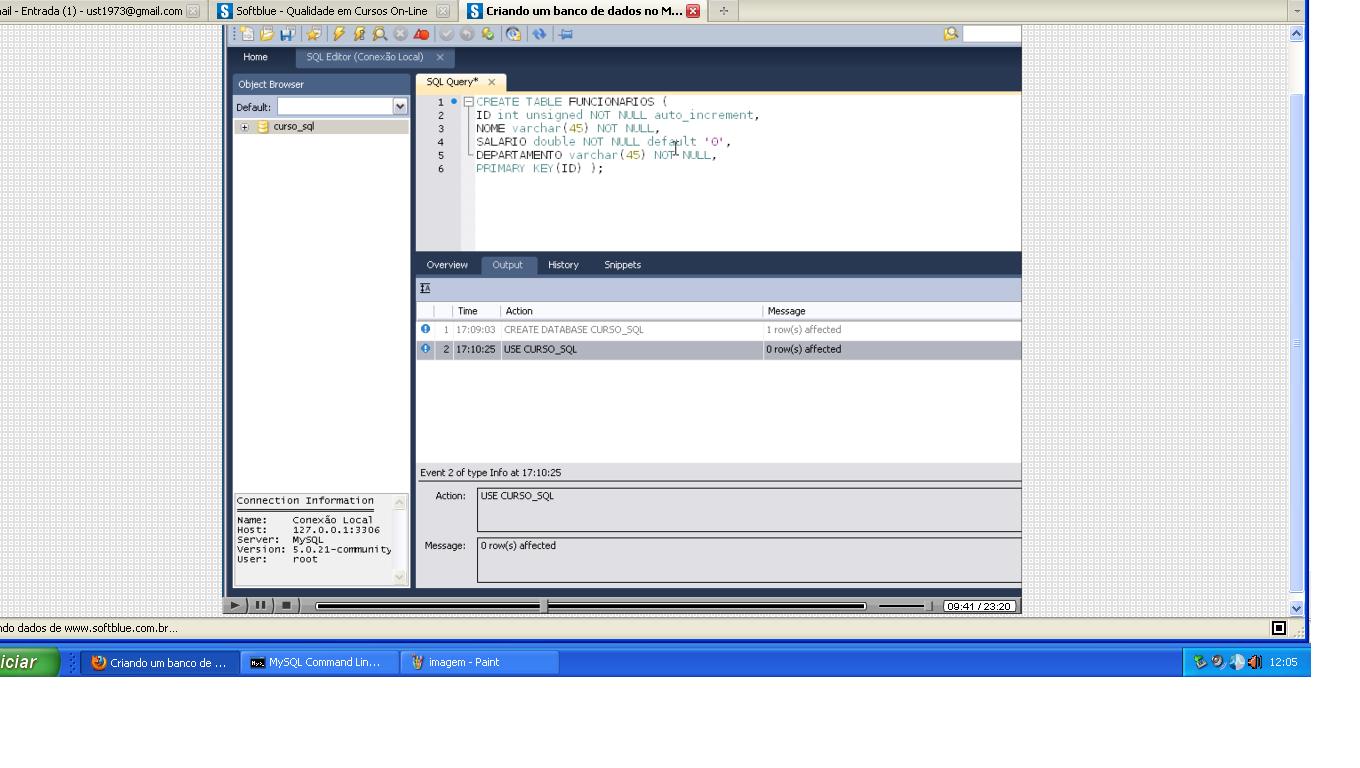 ail - Entrada (1) - ust1973@gmail.com
Softblue - Qualidade em Cursos On-Line
Criando um banco de dados no M...
Home
SQL Editor (Conexão Local)
Object Browser
SQL Query*
Default:
curso_sql
1 CREATE TABLE FUNCIONARIOS (
2 ID int unsigned NOT NULL auto_increment,
3 NOME varchar(45) NOT NULL,
4 SALARIO double NOT NULL default '0',
5 DEPARTAMENTO varchar(45) NOT NULL,
6 PRIMARY KEY(ID) );
Overview Output History Snippets
Time Action Message
1 17:09:03 CREATE DATABASE CURSO_SQL 1 row(s) affected
2 17:10:25 USE CURSO_SQL 0 row(s) affected
Event 2 of type Info at 17:10:25
Action: USE CURSO_SQL
Message: 0 row(s) affected
Connection Information
Name: Conexão Local
Host: 127.0.0.1:3306
Server: MySQL
Version: 5.0.21-community
User: root
09:41 / 23:20
ndo dados de www.softblue.com.br...
iciar
Criando um banco de ...
MySQL Command Lin...
imagem - Paint
12:05